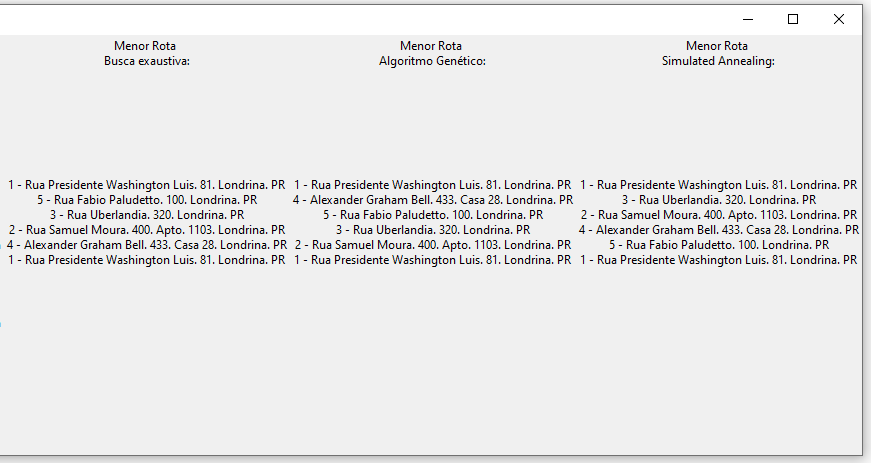 Menor Rota
Busca exaustiva:
1 - Rua Presidente Washington Luis. 81. Londrina. PR
5 - Rua Fabio Paludetto. 100. Londrina. PR
3 - Rua Uberlandia. 320. Londrina. PR
2 - Rua Samuel Moura. 400. Apto. 1103. Londrina. PR
4 - Alexander Graham Bell. 433. Casa 28. Londrina. PR
1 - Rua Presidente Washington Luis. 81. Londrina. PR
Menor Rota
Algoritmo Genético:
1 - Rua Presidente Washington Luis. 81. Londrina. PR
4 - Alexander Graham Bell. 433. Casa 28. Londrina. PR
5 - Rua Fabio Paludetto. 100. Londrina. PR
3 - Rua Uberlandia. 320. Londrina. PR
2 - Rua Samuel Moura. 400. Apto. 1103. Londrina. PR
1 - Rua Presidente Washington Luis. 81. Londrina. PR
Menor Rota
Simulated Annealing:
1 - Rua Presidente Washington Luis. 81. Londrina. PR
3 - Rua Uberlandia. 320. Londrina. PR
2 - Rua Samuel Moura. 400. Apto. 1103. Londrina. PR
4 - Alexander Graham Bell. 433. Casa 28. Londrina. PR
5 - Rua Fabio Paludetto. 100. Londrina. PR
1 - Rua Presidente Washington Luis. 81. Londrina. PR